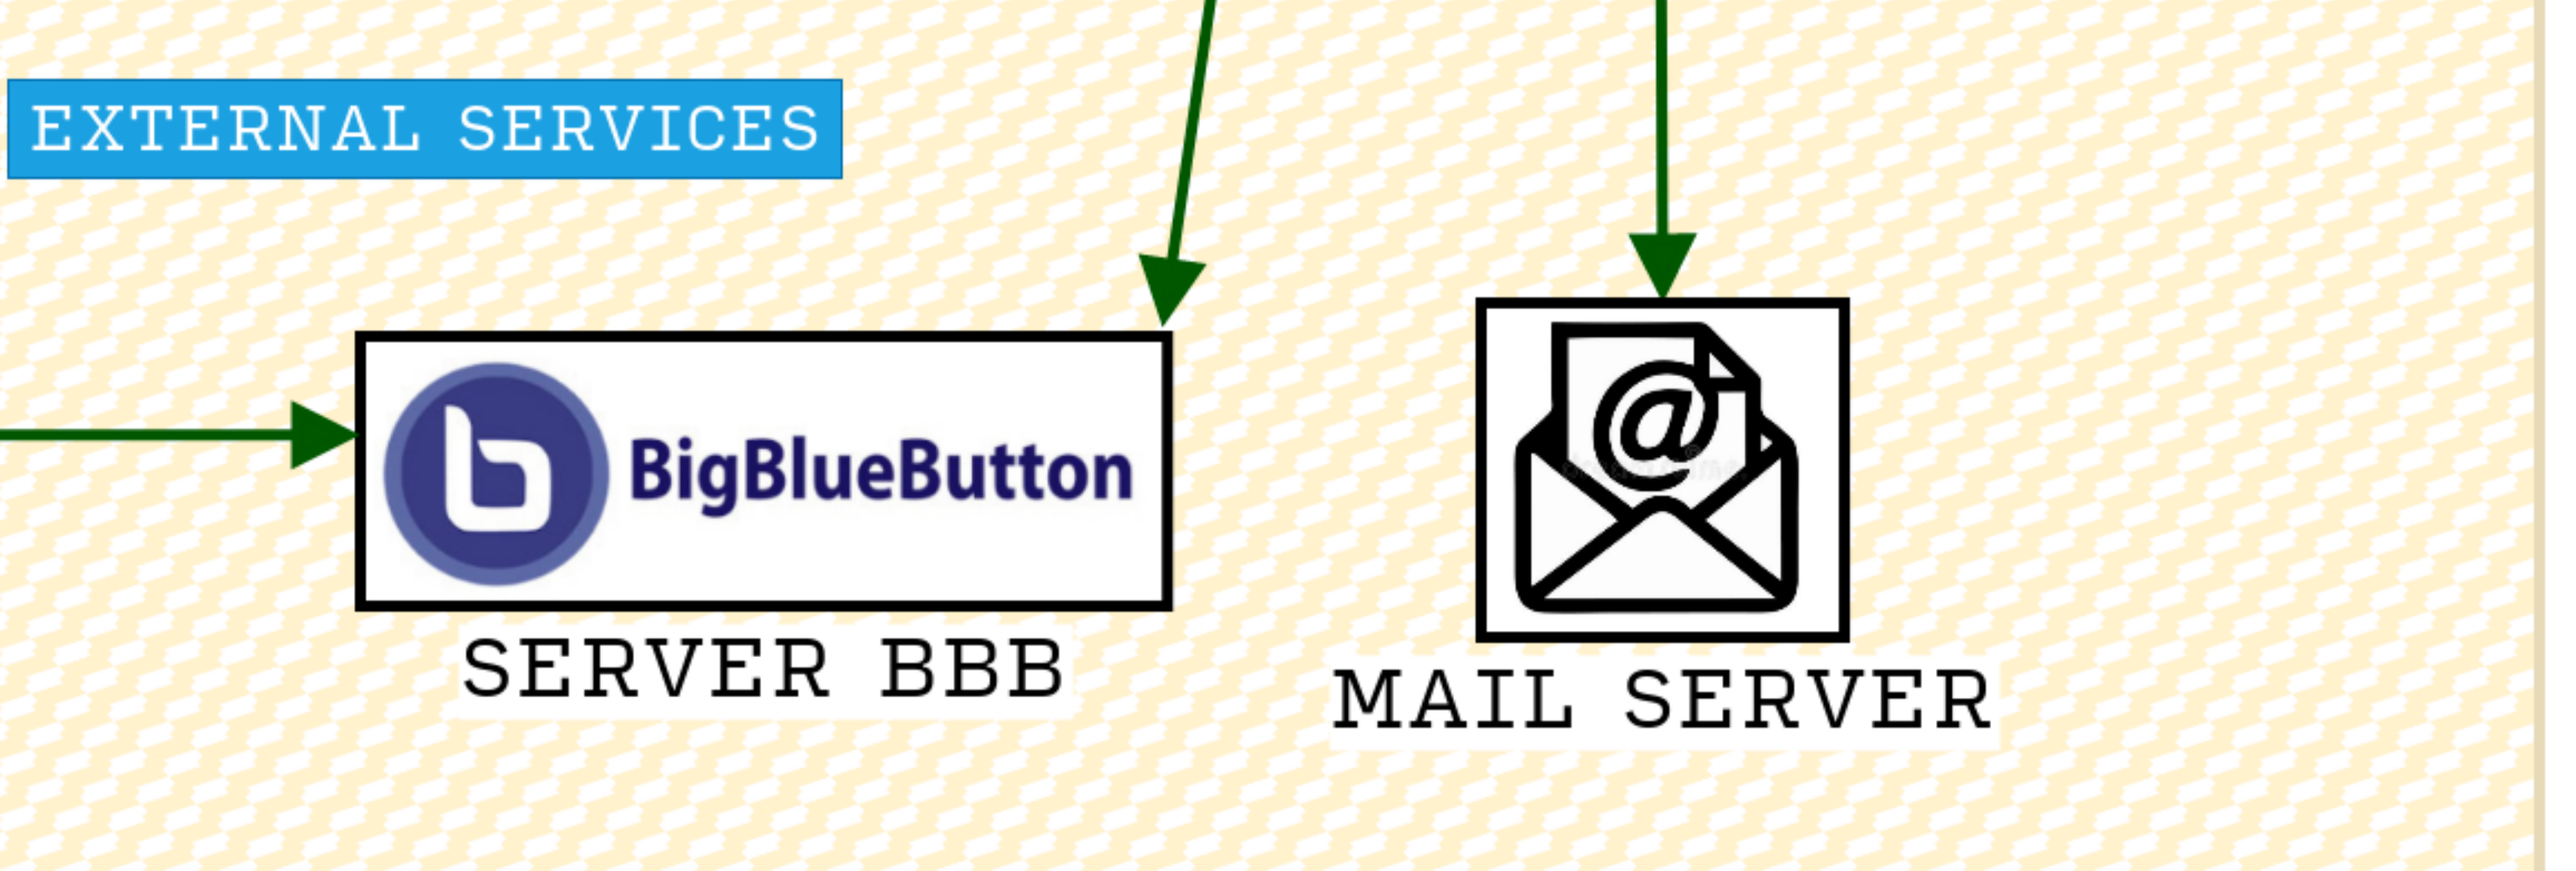 EXTERNAL SERVICES
BigBlueButton
SERVER BBB
@
MAIL SERVER